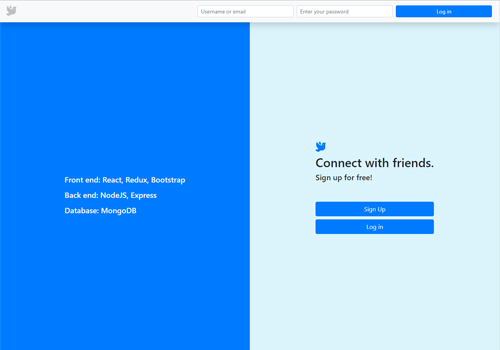 Username or email
Enter your password
Log in
Front end: React, Redux, Bootstrap
Back end: NodeJS, Express
Database: MongoDB
Connect with friends.
Sign up for free!
Sign Up
Log in